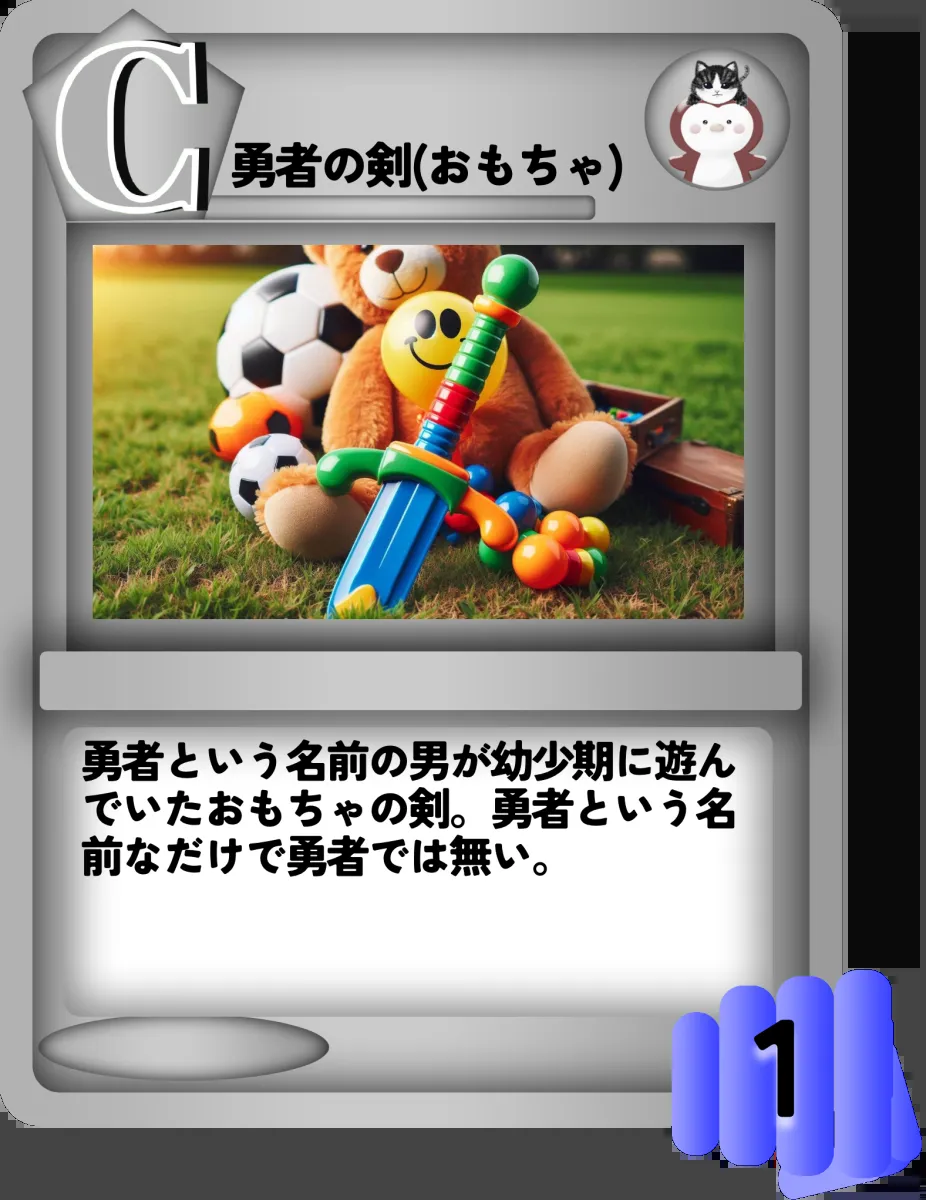 C
勇者の剣(おもちゃ)
勇者という名前の男が幼少期に遊ん
でいたおもちゃの剣。勇者という名
前なだけで勇者では無い。
1